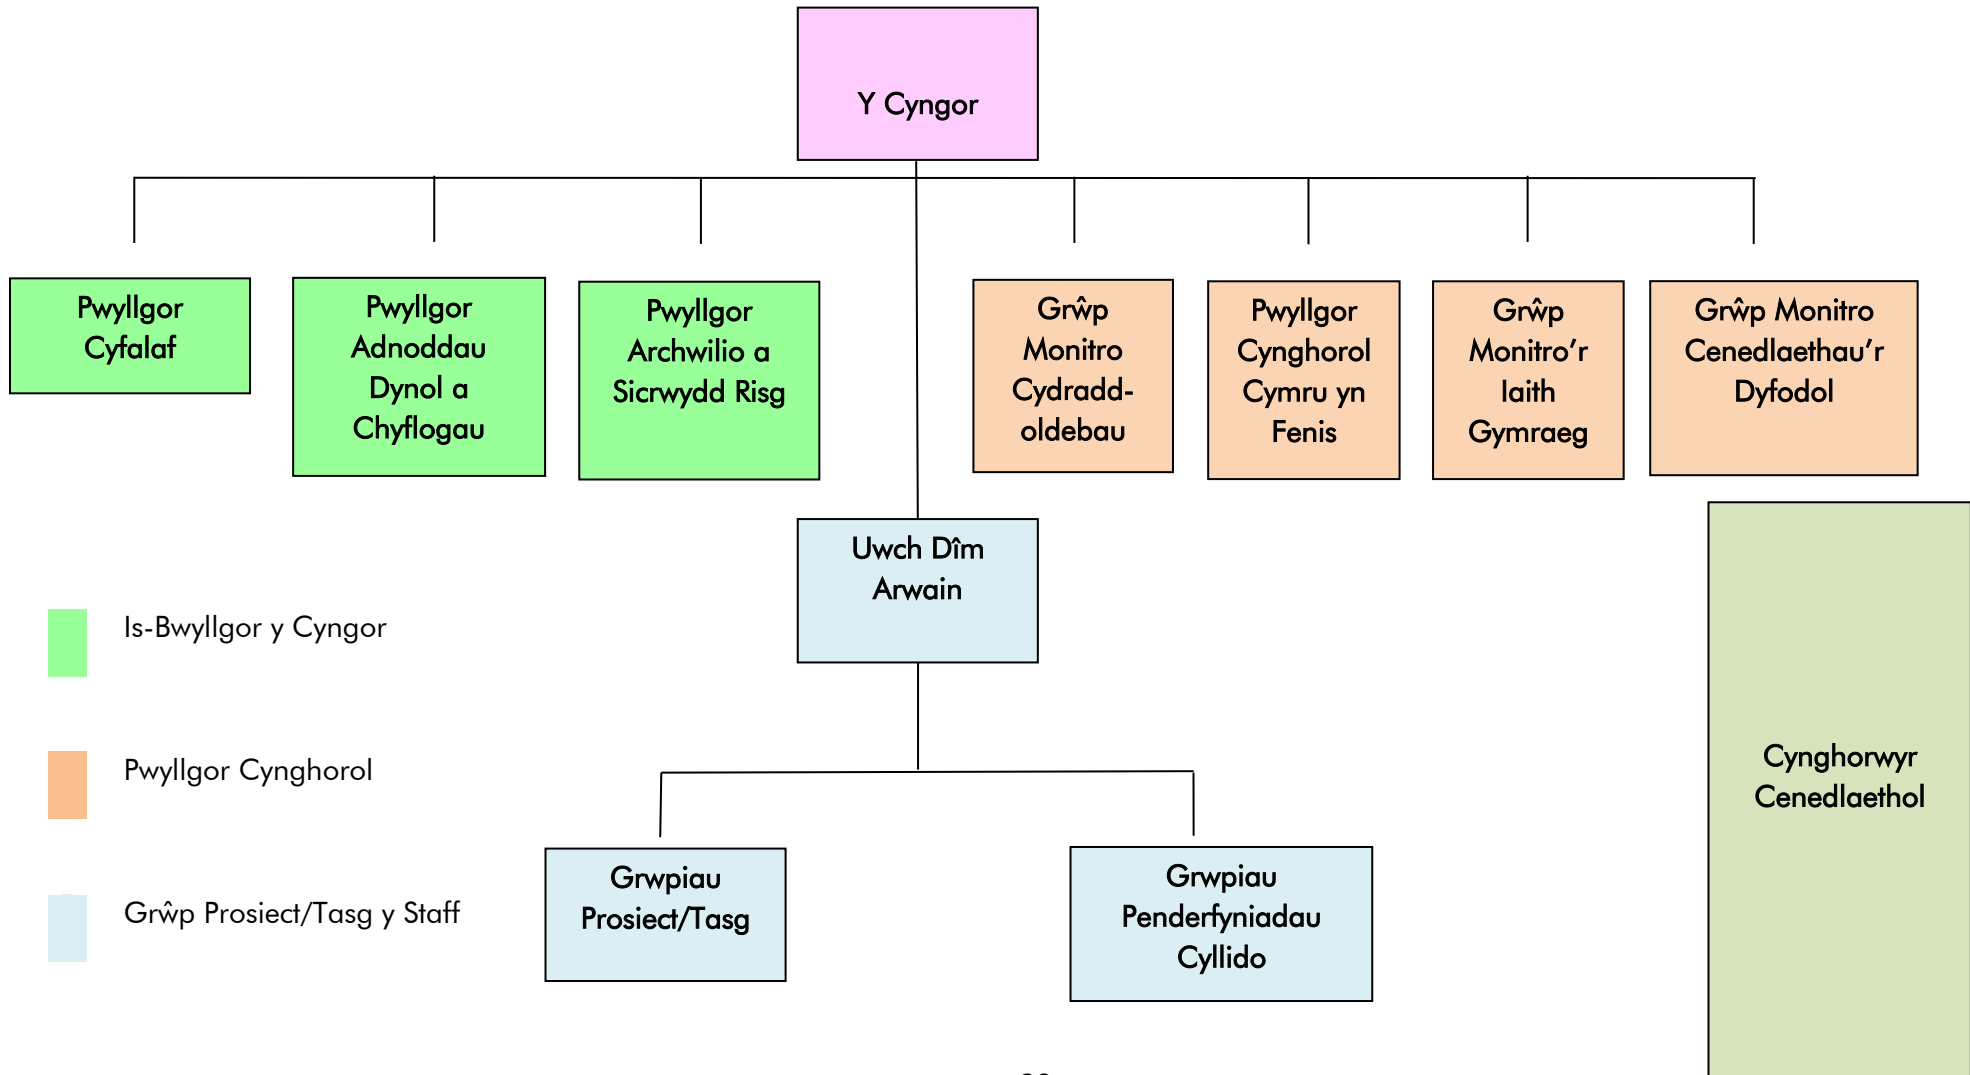 Y Cyngor
Pwyllgor
Cyfalaf
Pwyllgor
Adnoddau
Dynol a
Chyflogau
Pwyllgor
Archwilio a
Sicrwydd Risg
Grŵp
Monitro
Cydradd-
oldebau
Pwyllgor
Cynghorol
Cymru yn
Fenis
Grŵp
Monitro’r
Iaith
Gymraeg
Grŵp Monitro
Cenedlaethau’r
Dyfodol
Uwch Dîm
Arwain
Is-Bwyllgor y Cyngor
Pwyllgor Cynghorol
Grŵp Prosiect/Tasg y Staff
Grwpiau
Prosiect/Tasg
Grwpiau
Penderfyniadau
Cyllido
Cynghorwyr
Cenedlaethol